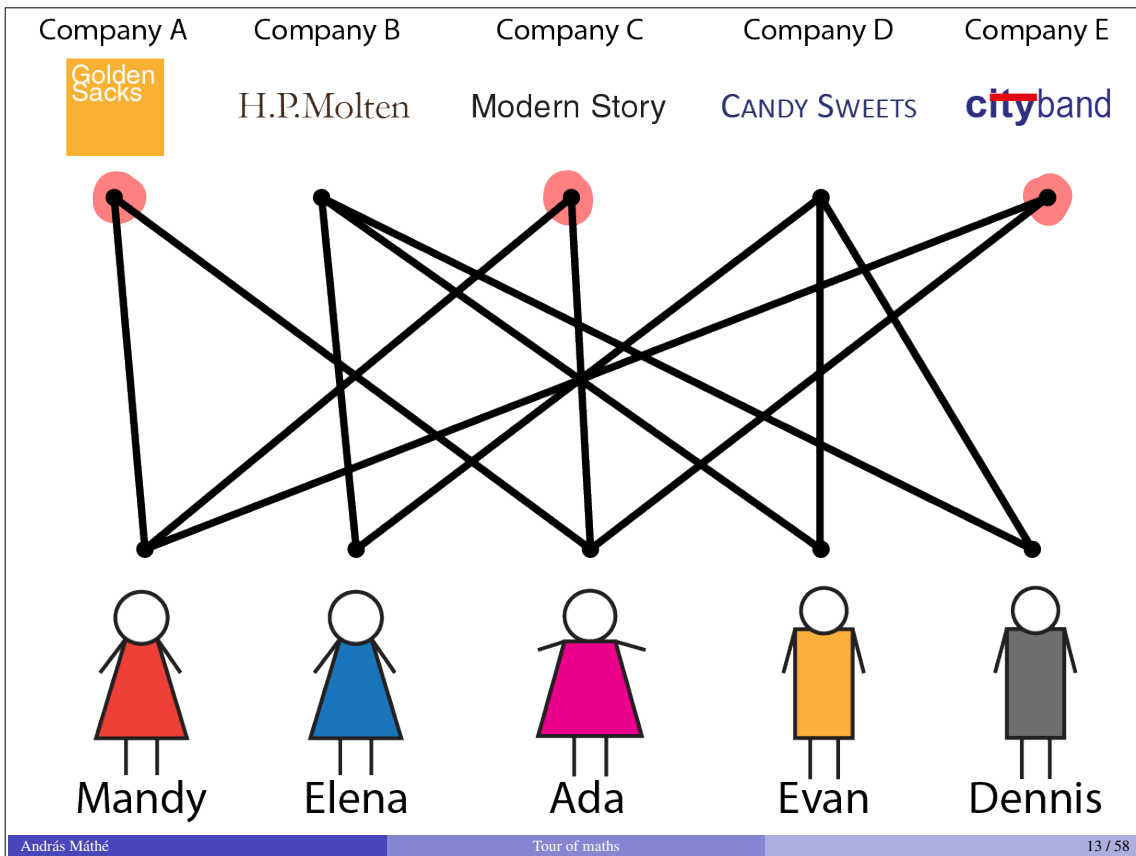 Company A Company B Company C Company D Company E
Golden
Sacks
H.P.Molten Modern Story CANDY SWEETS cityband
Mandy Elena Ada Evan Dennis
András Máthé Tour of maths 13 / 58